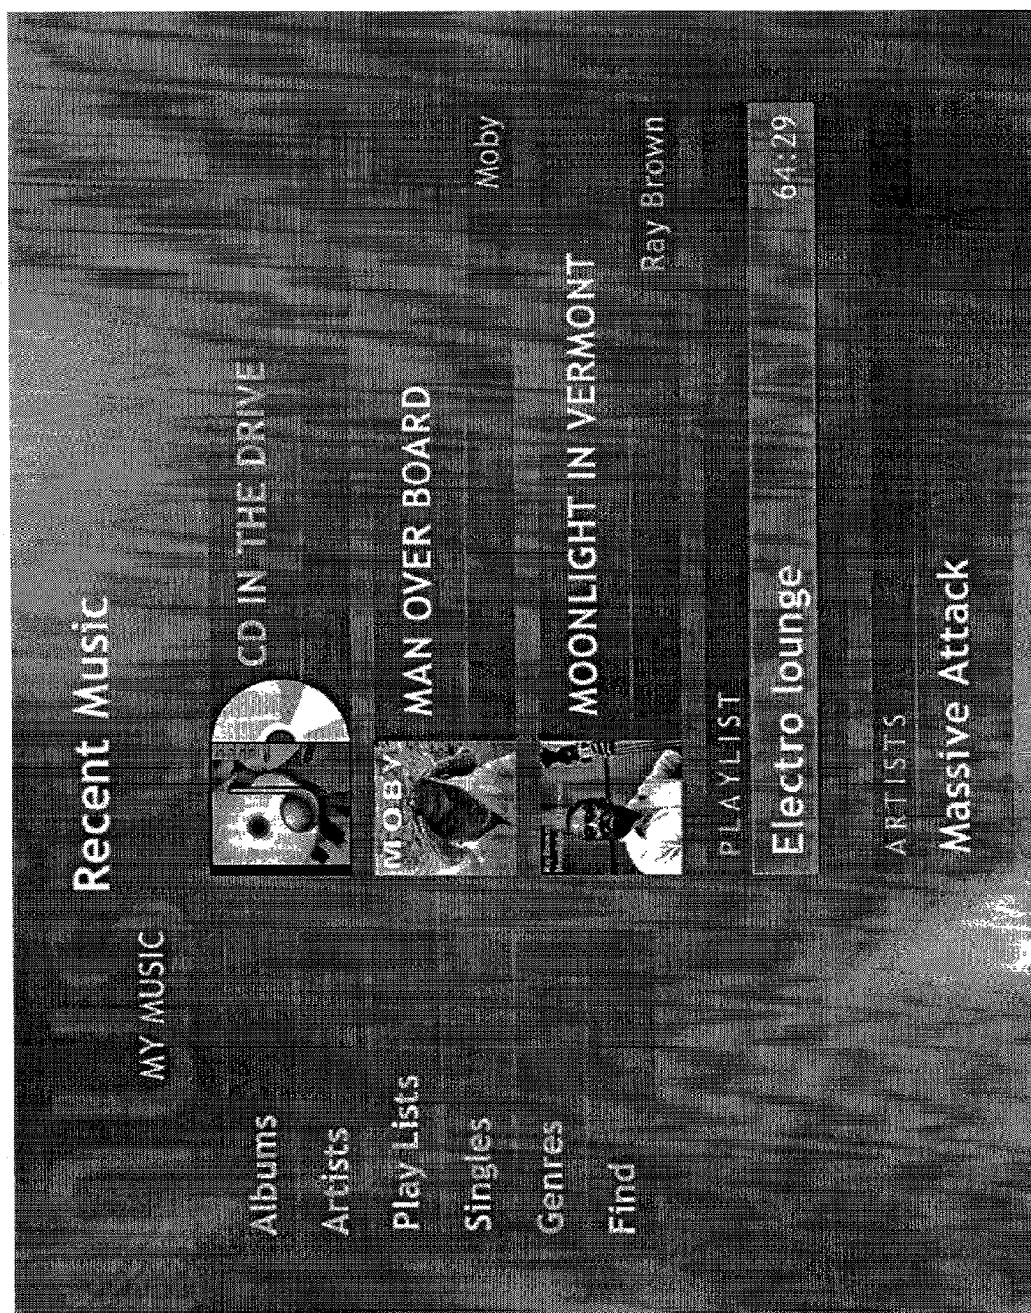 Recent Music
MY MUSIC
Albums
Artists
Play Lists
Singles
Genres
Find
CD IN THE DRIVE
MOBY
MAN OVER BOARD
Moby
MOONLIGHT IN VERMONT
Ray Brown
PLAYLIST
Electro lounge 64:29
ARTISTS
Massive Attack